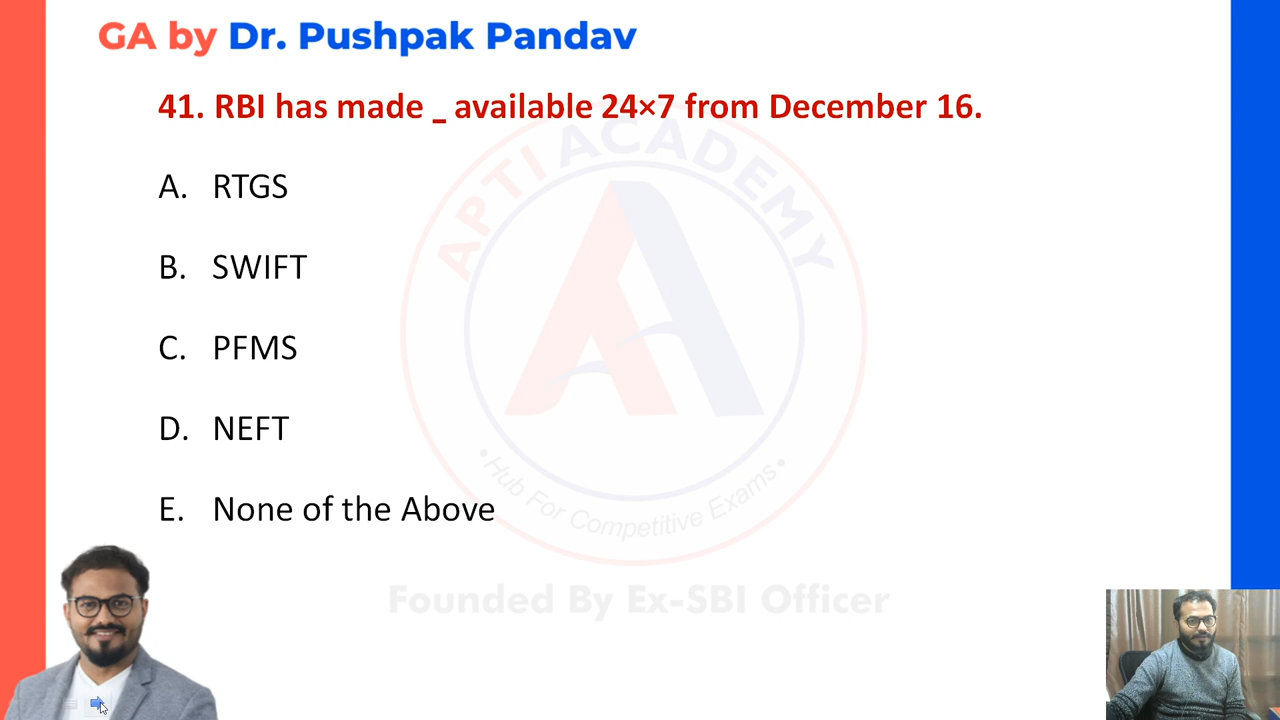 GA by Dr. Pushpak Pandav
41. RBI has made _ available 24×7 from December 16.
A. RTGS
B. SWIFT
C. PFMS
D. NEFT
E. None of the Above
APTI ACADEMY
•Hub For Competitive Exams•
Founded By Ex-SBI Officer